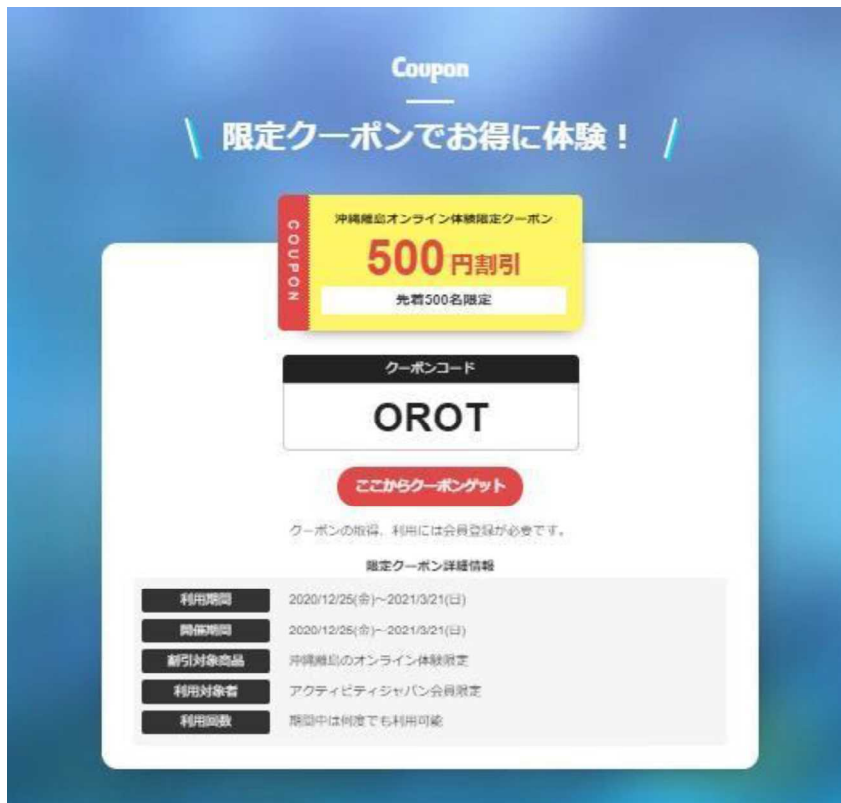 Coupon
限定クーポンでお得に体験！
COUPON
沖縄離島オンライン体験限定クーポン
500円割引
先着500名限定
クーポンコード
OROT
ここからクーポンゲット
クーポンの取得、利用には会員登録が必要です。
限定クーポン詳細情報
利用期間 2020/12/25(金)～2021/3/21(日)
開催期間 2020/12/26(金)～2021/3/21(日)
割引対象商品 沖縄離島のオンライン体験限定
利用対象者 アクティビティジャパン会員限定
利用回数 期間中は何度でも利用可能